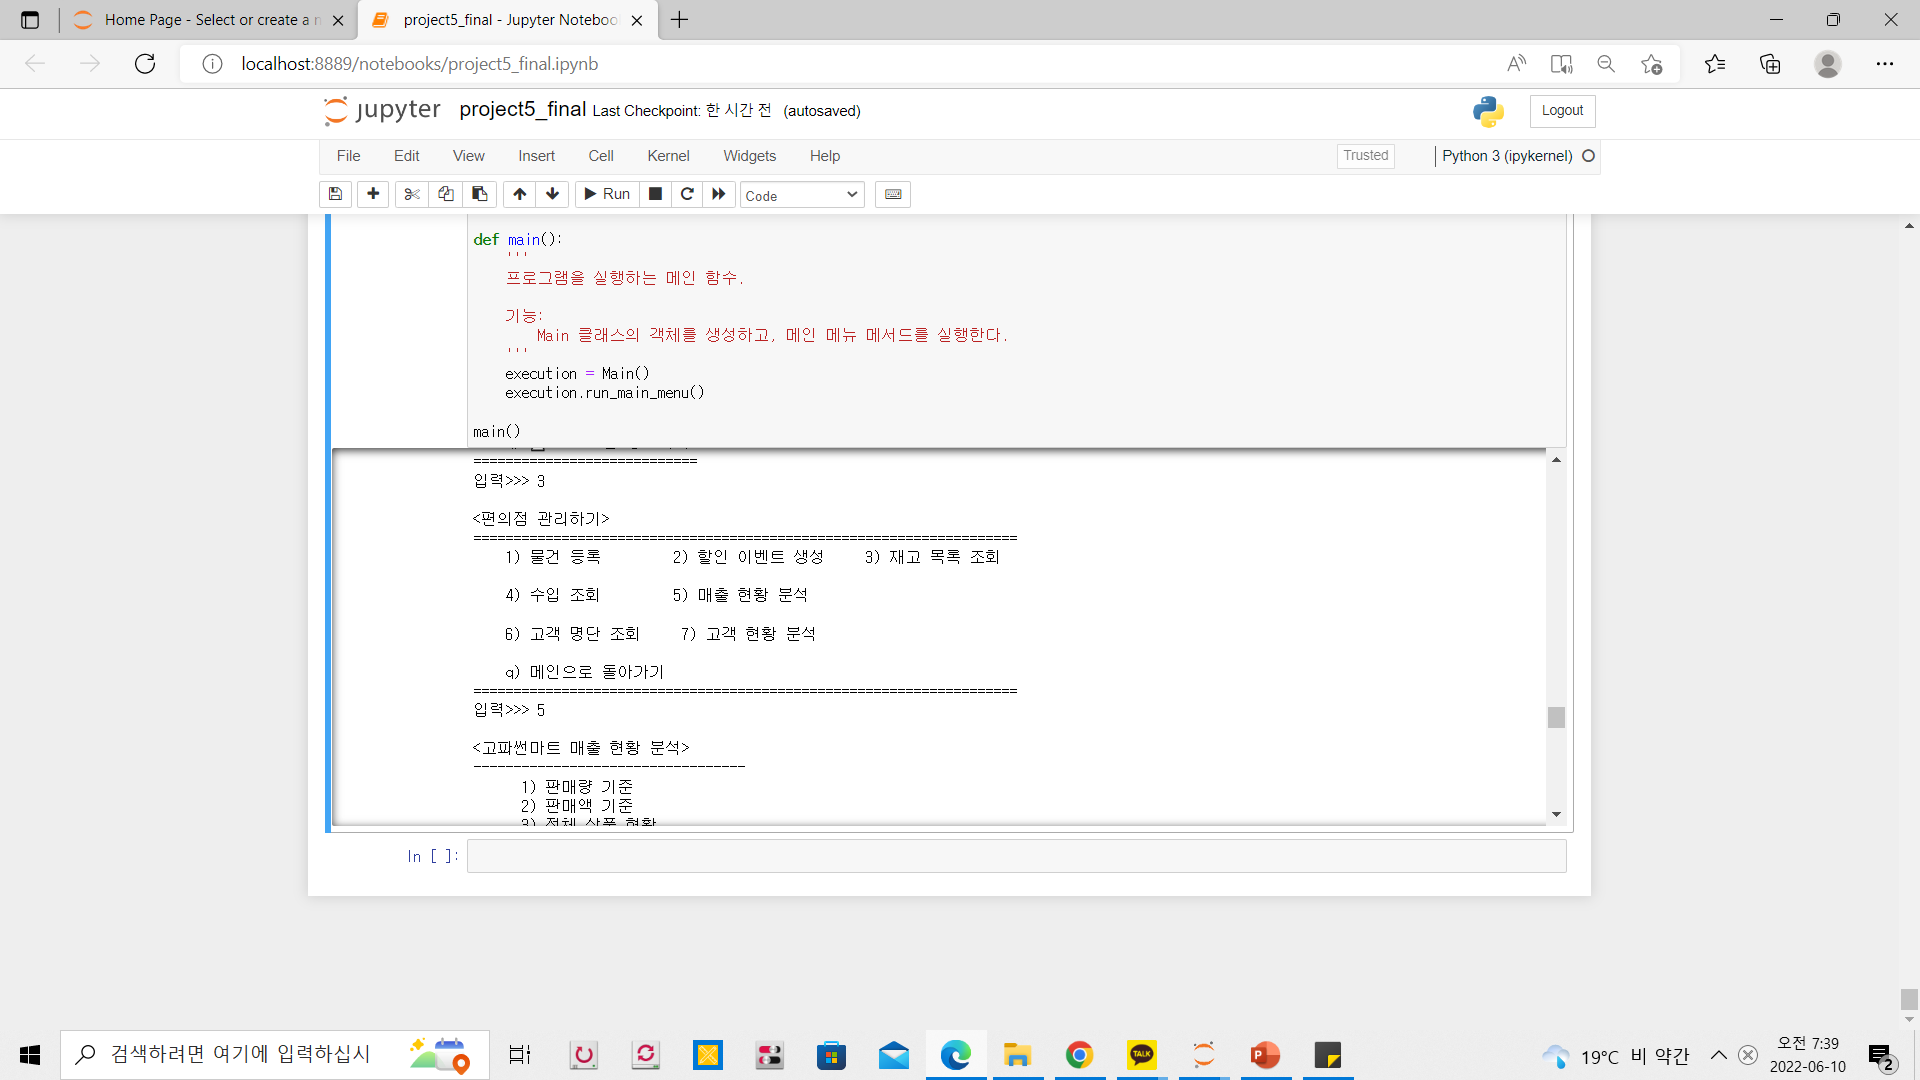 Home Page - Select or create a n
project5_final - Jupyter Noteboo
localhost:8889/notebooks/project5_final.ipynb
jupyter project5_final Last Checkpoint: 한 시간 전 (autosaved)
Logout
File Edit View Insert Cell Kernel Widgets Help
Trusted
Python 3 (ipykernel)
Run
Code
def main():
'''
프로그램을 실행하는 메인 함수.
기능:
Main 클래스의 객체를 생성하고, 메인 메뉴 메서드를 실행한다.
'''
execution = Main()
execution.run_main_menu()
main()
============================
입력>>> 3
<편의점 관리하기>
====================================================================
1) 물건 등록 2) 할인 이벤트 생성 3) 재고 목록 조회
4) 수입 조회 5) 매출 현황 분석
6) 고객 명단 조회 7) 고객 현황 분석
q) 메인으로 돌아가기
====================================================================
입력>>> 5
<고파썬마트 매출 현황 분석>
----------------------------------
1) 판매량 기준
2) 판매액 기준
3) 전체 상품 현황
In [ ]:
검색하려면 여기에 입력하십시
TALK
19°C 비 약간
오전 7:39
2022-06-10
2